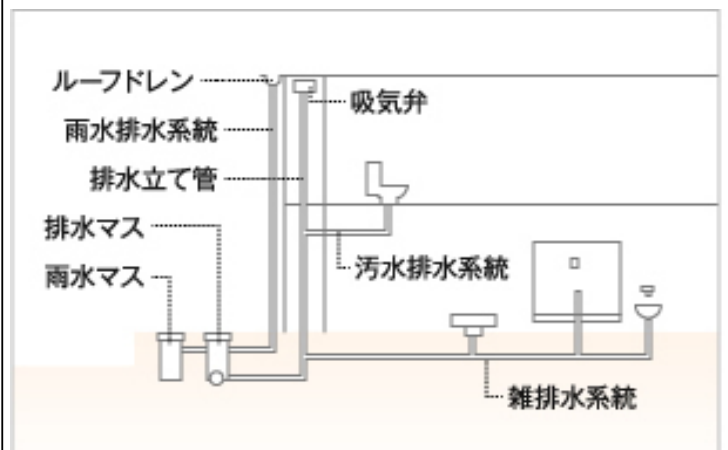 ルーフドレン
吸気弁
雨水排水系統
排水立て管
排水マス
汚水排水系統
雨水マス
雑排水系統